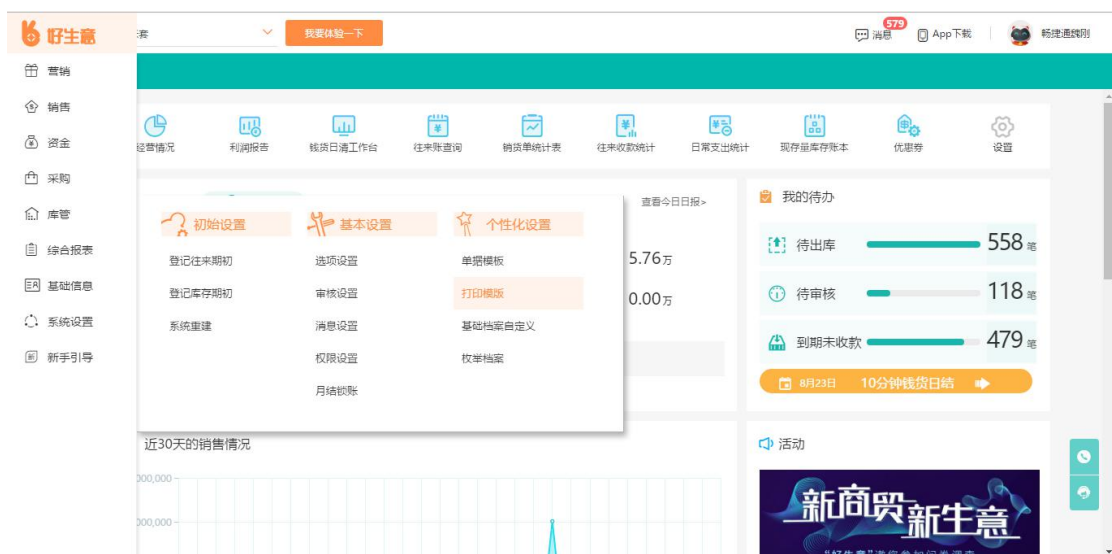 好生意
套
我要体验一下
579
消息
App下载
畅捷通魏刚
营销
销售
资金
采购
库管
综合报表
基础信息
系统设置
新手引导
经营情况
利润报告
钱货日清工作台
往来账查询
销货单统计表
往来收款统计
日常支出统计
现存量库存账本
优惠券
设置
查看今日日报>
5.76万
0.00万
初始设置
登记往来期初
登记库存期初
系统重建
基本设置
选项设置
审核设置
消息设置
权限设置
月结锁账
个性化设置
单据模板
打印模版
基础档案自定义
枚举档案
我的待办
待出库 558 笔
待审核 118 笔
到期未收款 479 笔
8月23日 10分钟钱货日结
近30天的销售情况
000,000
000,000
活动
新商贸新生意